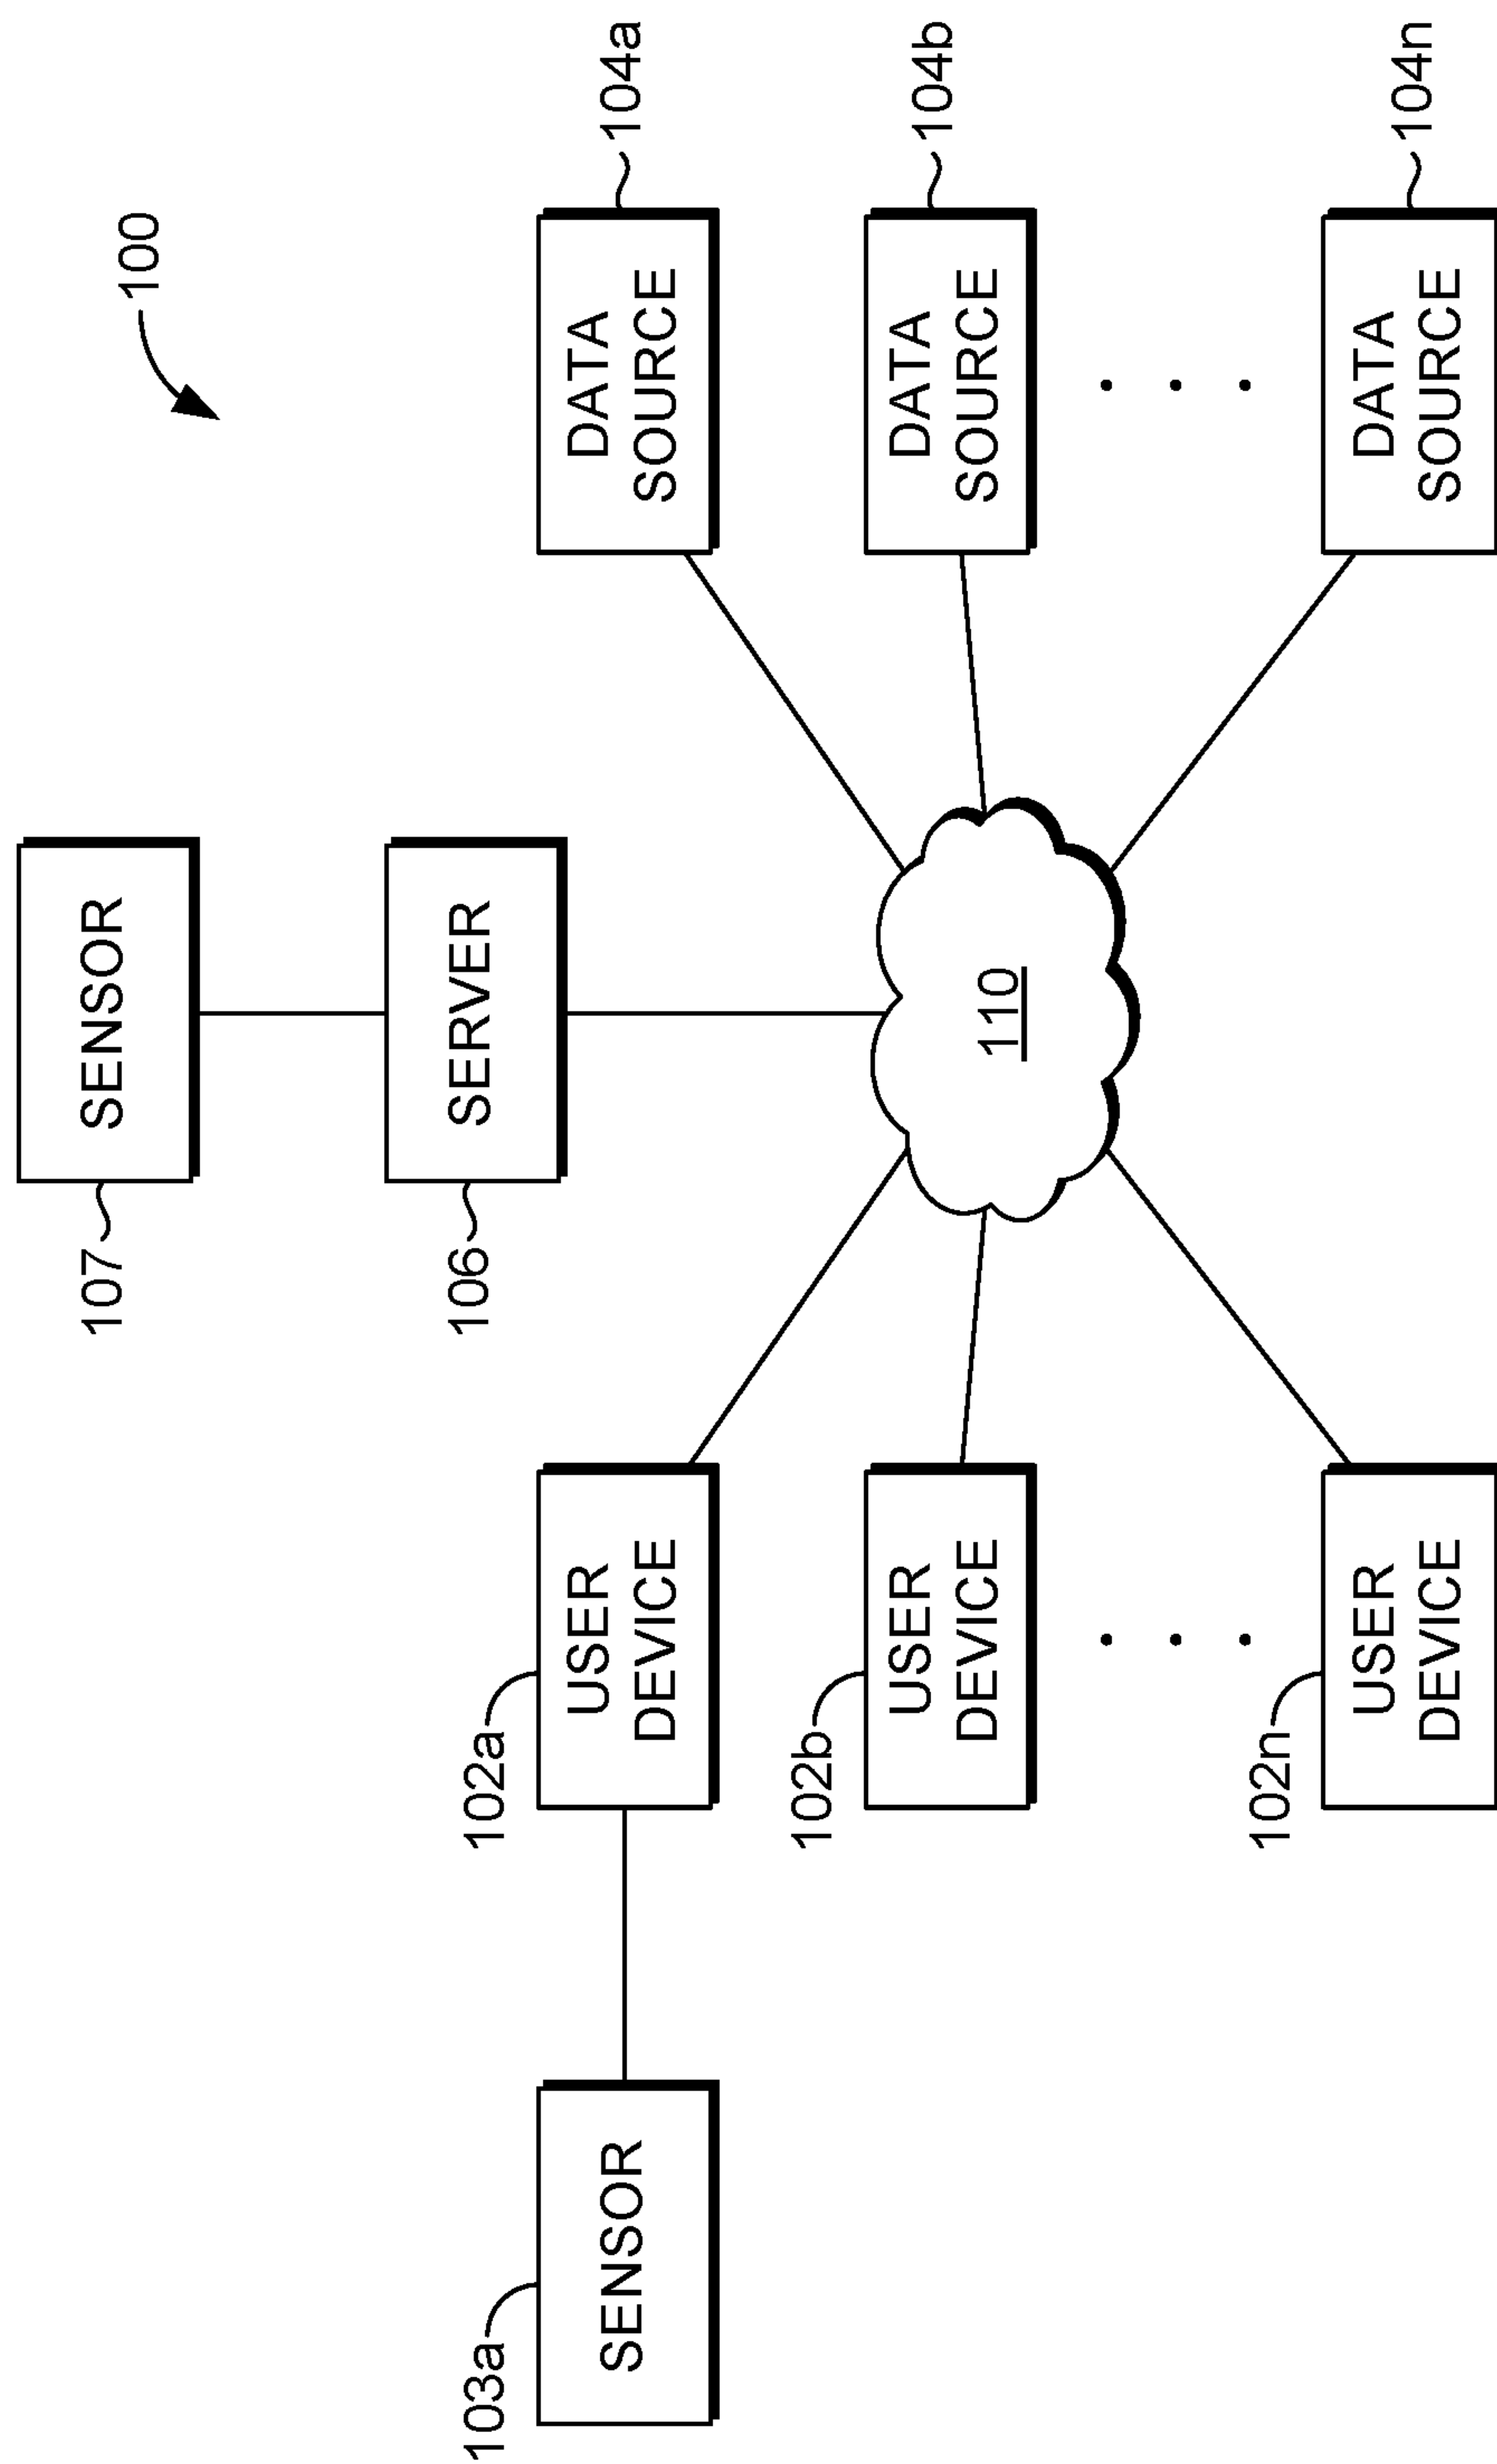 100
SENSOR
107
SERVER
106
103a
SENSOR
102a
USER
DEVICE
104a
DATA
SOURCE
102b
USER
DEVICE
110
104b
DATA
SOURCE
. . .
. . .
102n
USER
DEVICE
104n
DATA
SOURCE